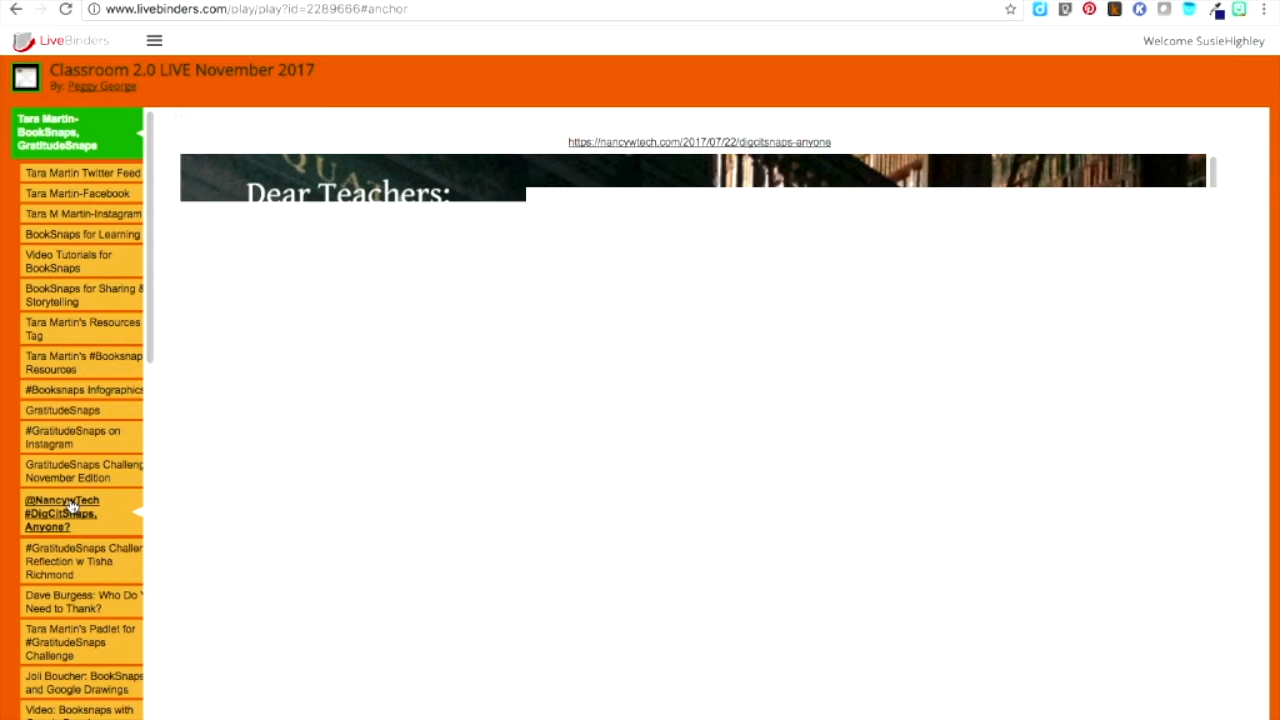 www.livebinders.com/play/play?id=2289666#anchor
LiveBinders
Welcome SusieHighley
Classroom 2.0 LIVE November 2017
By: Peggy George
Tara Martin-
BookSnaps,
GratitudeSnaps
Tara Martin Twitter Feed
Tara Martin-Facebook
Tara M Martin-Instagram
BookSnaps for Learning
Video Tutorials for
BookSnaps
BookSnaps for Sharing &
Storytelling
Tara Martin's Resources
Tag
Tara Martin's #Booksnap
Resources
#Booksnaps Infographics
GratitudeSnaps
#GratitudeSnaps on
Instagram
GratitudeSnaps Challeng
November Edition
@NancywTech
#DigCitSnaps,
Anyone?
#GratitudeSnaps Challen
Reflection w Tisha
Richmond
Dave Burgess: Who Do Y
Need to Thank?
Tara Martin's Padlet for
#GratitudeSnaps
Challenge
Joli Boucher: BookSnaps
and Google Drawings
Video: Booksnaps with
https://nancywtech.com/2017/07/22/digcitsnaps-anyone
QUA
Dear Teachers: